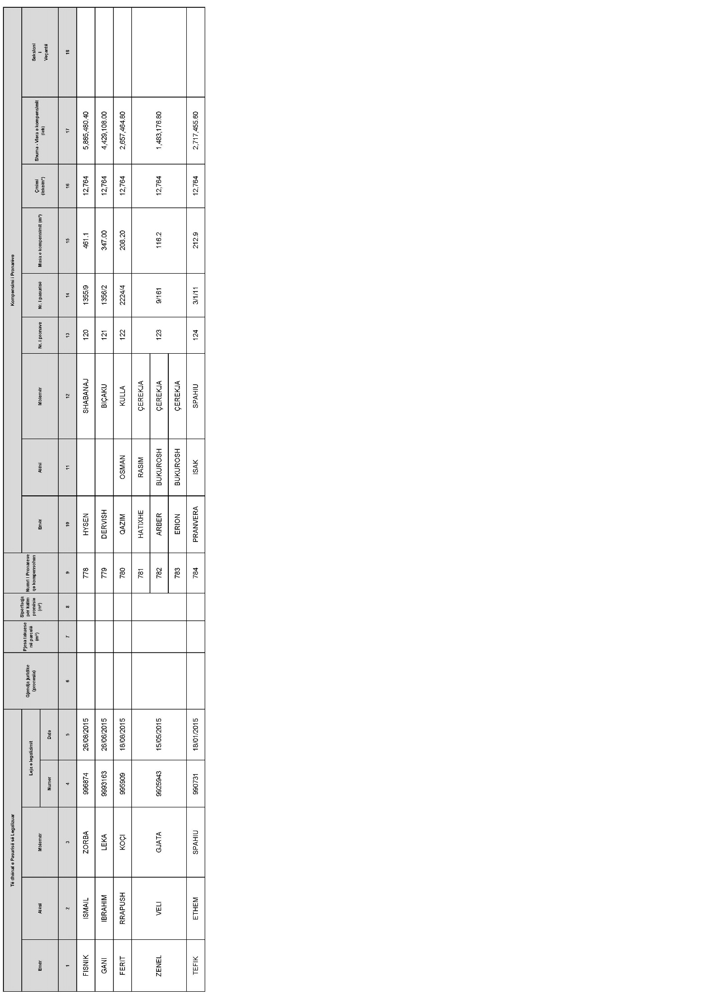 Të dhënat e Pasurisë së Legalizuar
Gjendja juridike
(pronesia)
Pjesa takuese
në parcelë
(m²)
Sipërfaqja
për kalim
pronësie
(m²)
Numri i Pronareve
qe kompensohen
Kompensimi i Pronarëve
Emër
Atësi
Mbiemër
Leja e legalizimit
Numer
Date
Emër
Atësi
Mbiemër
Nr. i pronave
Nr. i pasurisë
Masa e kompensimit (m²)
Çmimi
(leke/m²)
Shuma - Vlera e kompensimit
(lek)
Seksioni
i
Veçantë
1 2 3 4 5 6 7 8 9 10 11 12 13 14 15 16 17 18
FISNIK ISMAIL ZORBA 996874 26/08/2015 778 HYSEN SHABANAJ 120 1355/9 461.1 12,764 5,885,480.40
GANI IBRAHIM LEKA 9993163 26/06/2015 779 DERVISH BIÇAKU 121 1356/2 347.00 12,764 4,429,108.00
FERIT RRAPUSH KOÇI 995909 18/08/2015 780 QAZIM OSMAN KULLA 122 2224/4 208.20 12,764 2,657,464.80
781 HATIXHE RASIM ÇEREKJA
ZENEL VELI GJATA 9925943 15/05/2015 782 ARBER BUKUROSH ÇEREKJA 123 9/161 116.2 12,764 1,483,176.80
783 ERION BUKUROSH ÇEREKJA
TEFIK ETHEM SPAHIU 990731 18/01/2015 784 PRANVERA ISAK SPAHIU 124 3/1/11 212.9 12,764 2,717,455.60